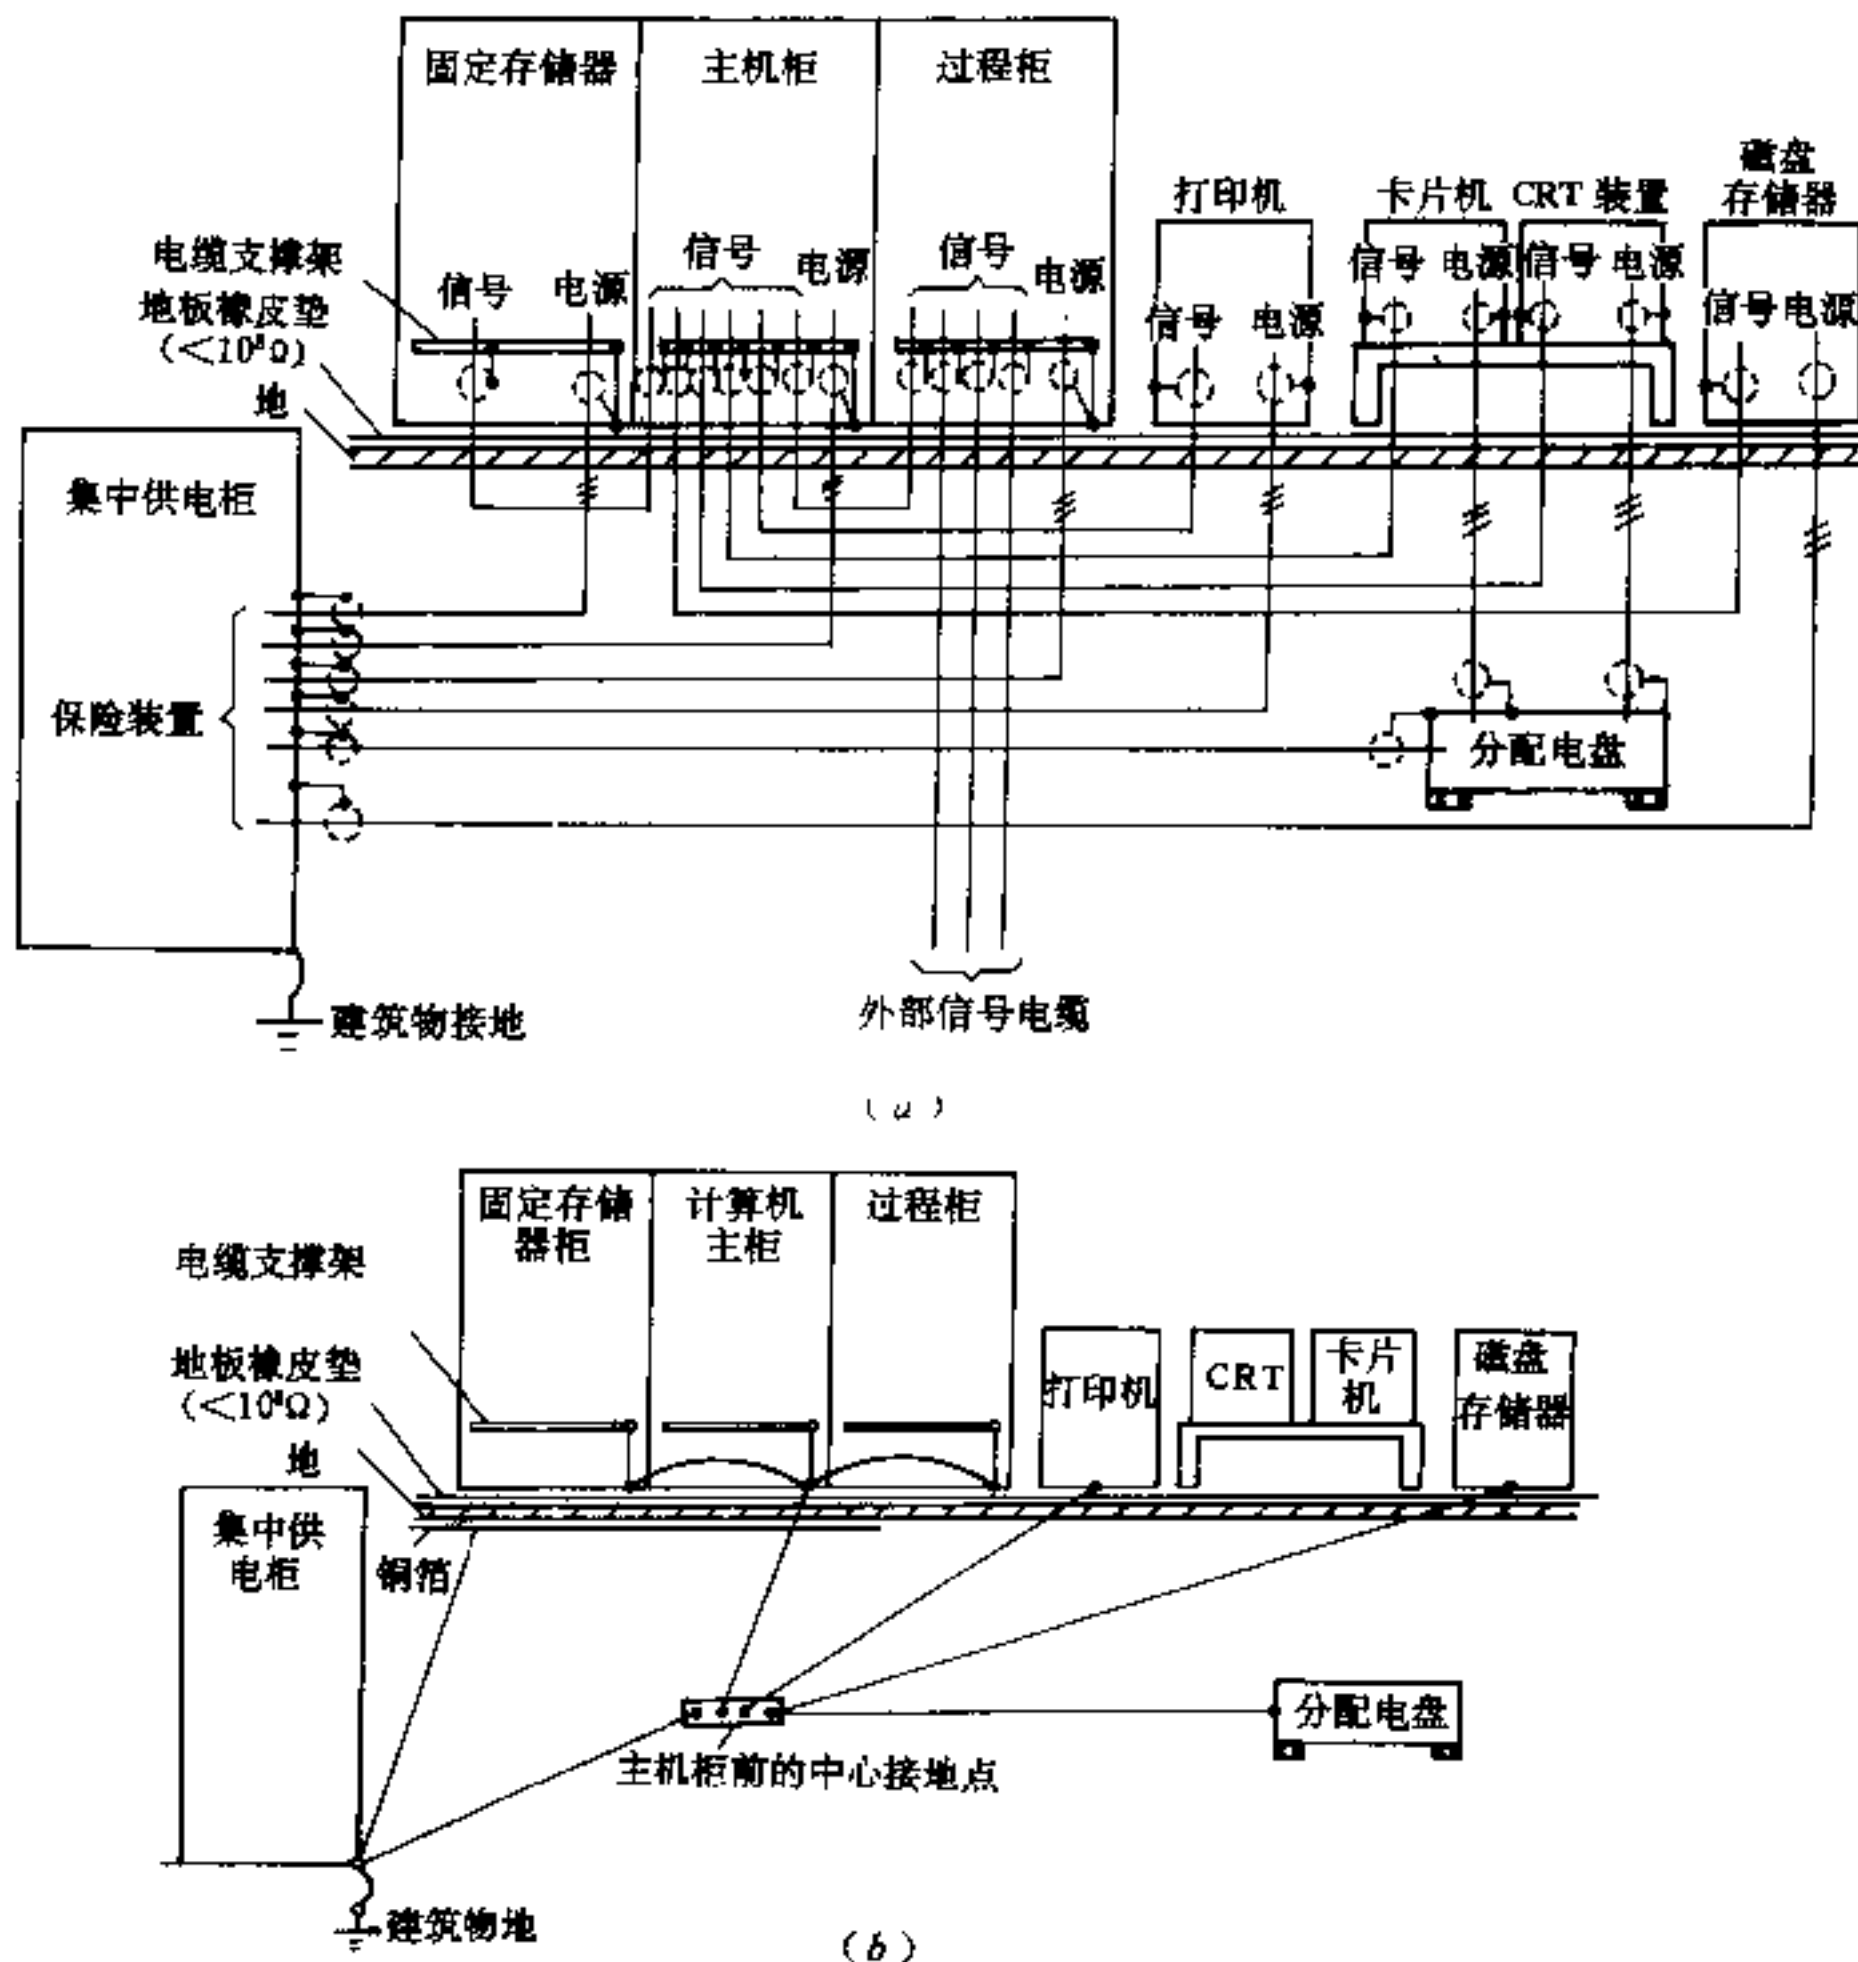 固定存储器
主机柜
过程柜
打印机
卡片机
CRT 装置
磁盘
存储器
电缆支撑架
地板橡皮垫
(<10⁸Ω)
地
信号
电源
信号
电源
信号
电源
信号
电源
信号
电源
信号
电源
信号
电源
集中供电柜
保险装置
分配电盘
建筑物接地
外部信号电缆
(a)
固定存储
器柜
计算机
主柜
过程柜
电缆支撑架
地板橡皮垫
(<10⁸Ω)
地
打印机
CRT
卡片
机
磁盘
存储器
集中供
电柜
铜箔
分配电盘
主机柜前的中心接地点
建筑物地
(b)